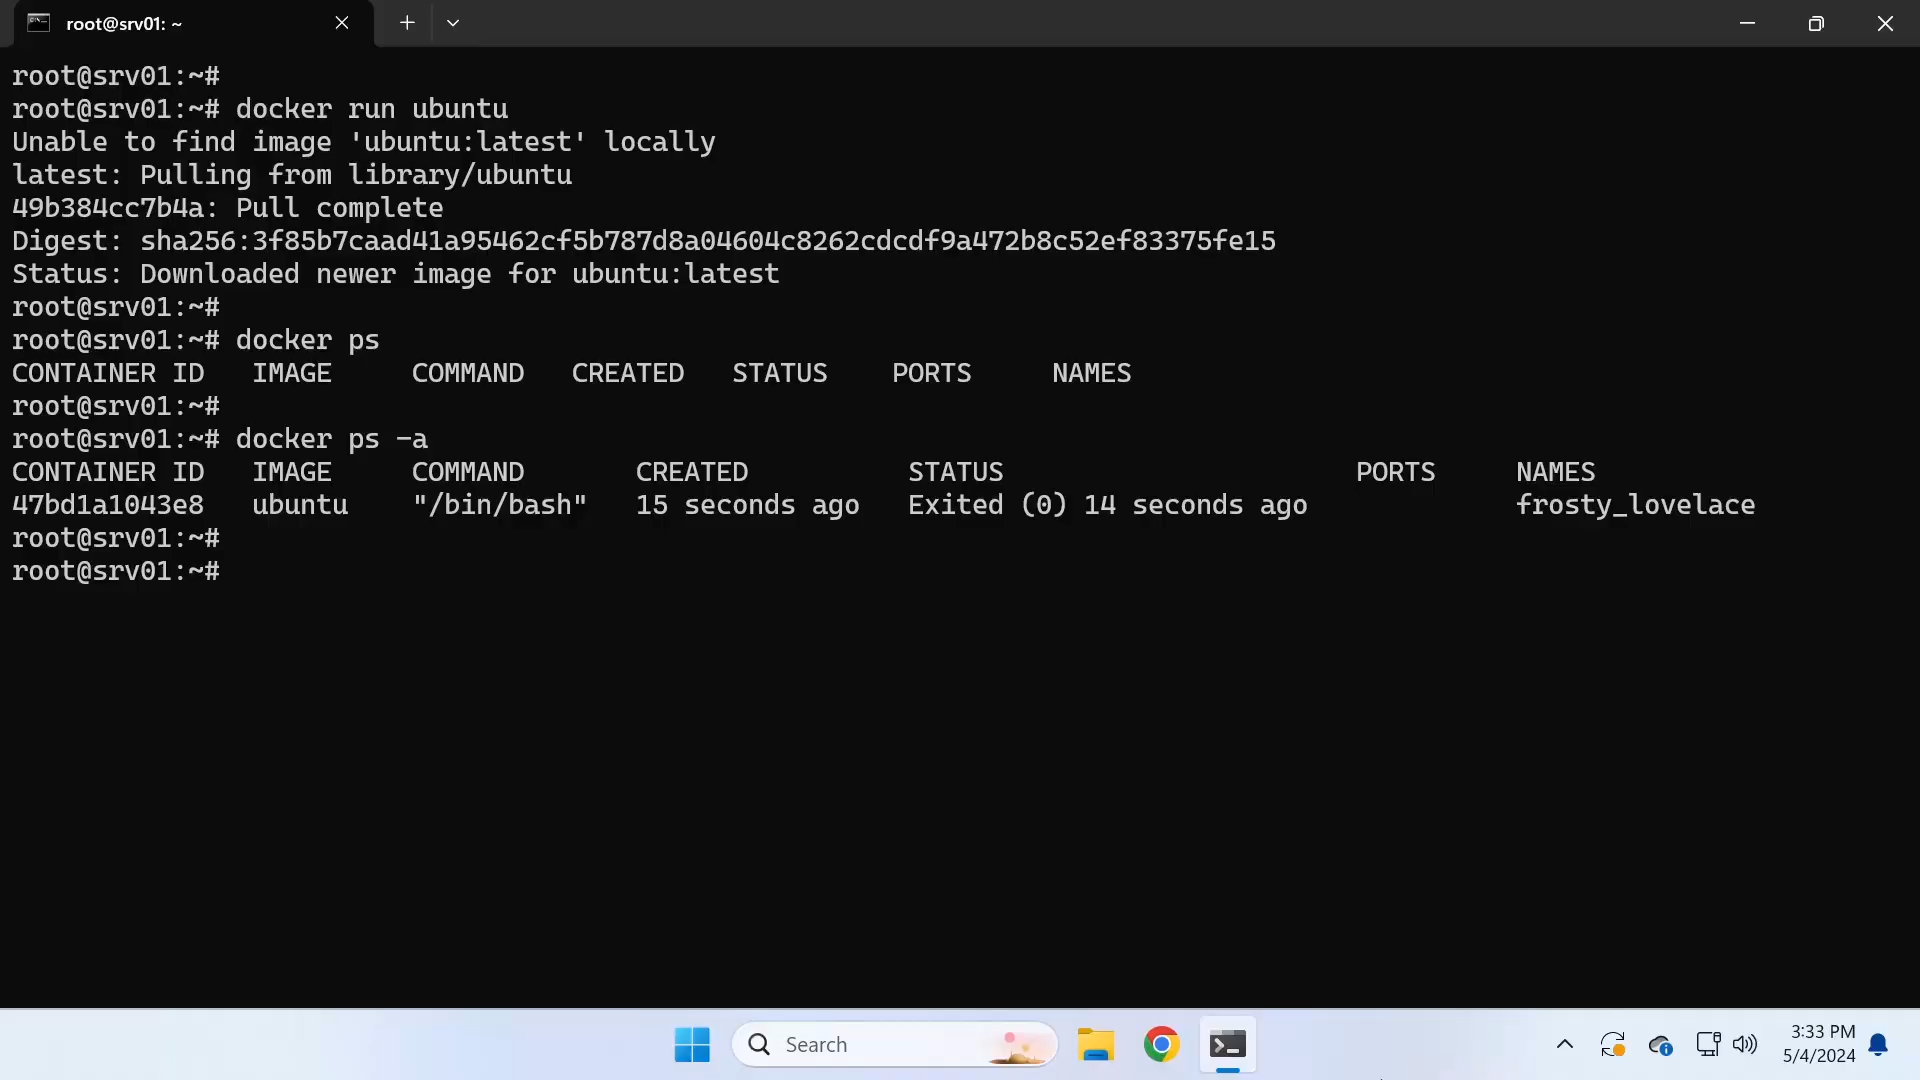 root@srv01: ~
root@srv01:~#
root@srv01:~# docker run ubuntu
Unable to find image 'ubuntu:latest' locally
latest: Pulling from library/ubuntu
49b384cc7b4a: Pull complete
Digest: sha256:3f85b7caad41a95462cf5b787d8a04604c8262cdcdf9a472b8c52ef83375fe15
Status: Downloaded newer image for ubuntu:latest
root@srv01:~#
root@srv01:~# docker ps
CONTAINER ID   IMAGE     COMMAND   CREATED   STATUS    PORTS     NAMES
root@srv01:~#
root@srv01:~# docker ps -a
CONTAINER ID   IMAGE     COMMAND       CREATED          STATUS                      PORTS     NAMES
47bd1a1043e8   ubuntu    "/bin/bash"   15 seconds ago   Exited (0) 14 seconds ago             frosty_lovelace
root@srv01:~#
root@srv01:~#
Search
3:33 PM
5/4/2024